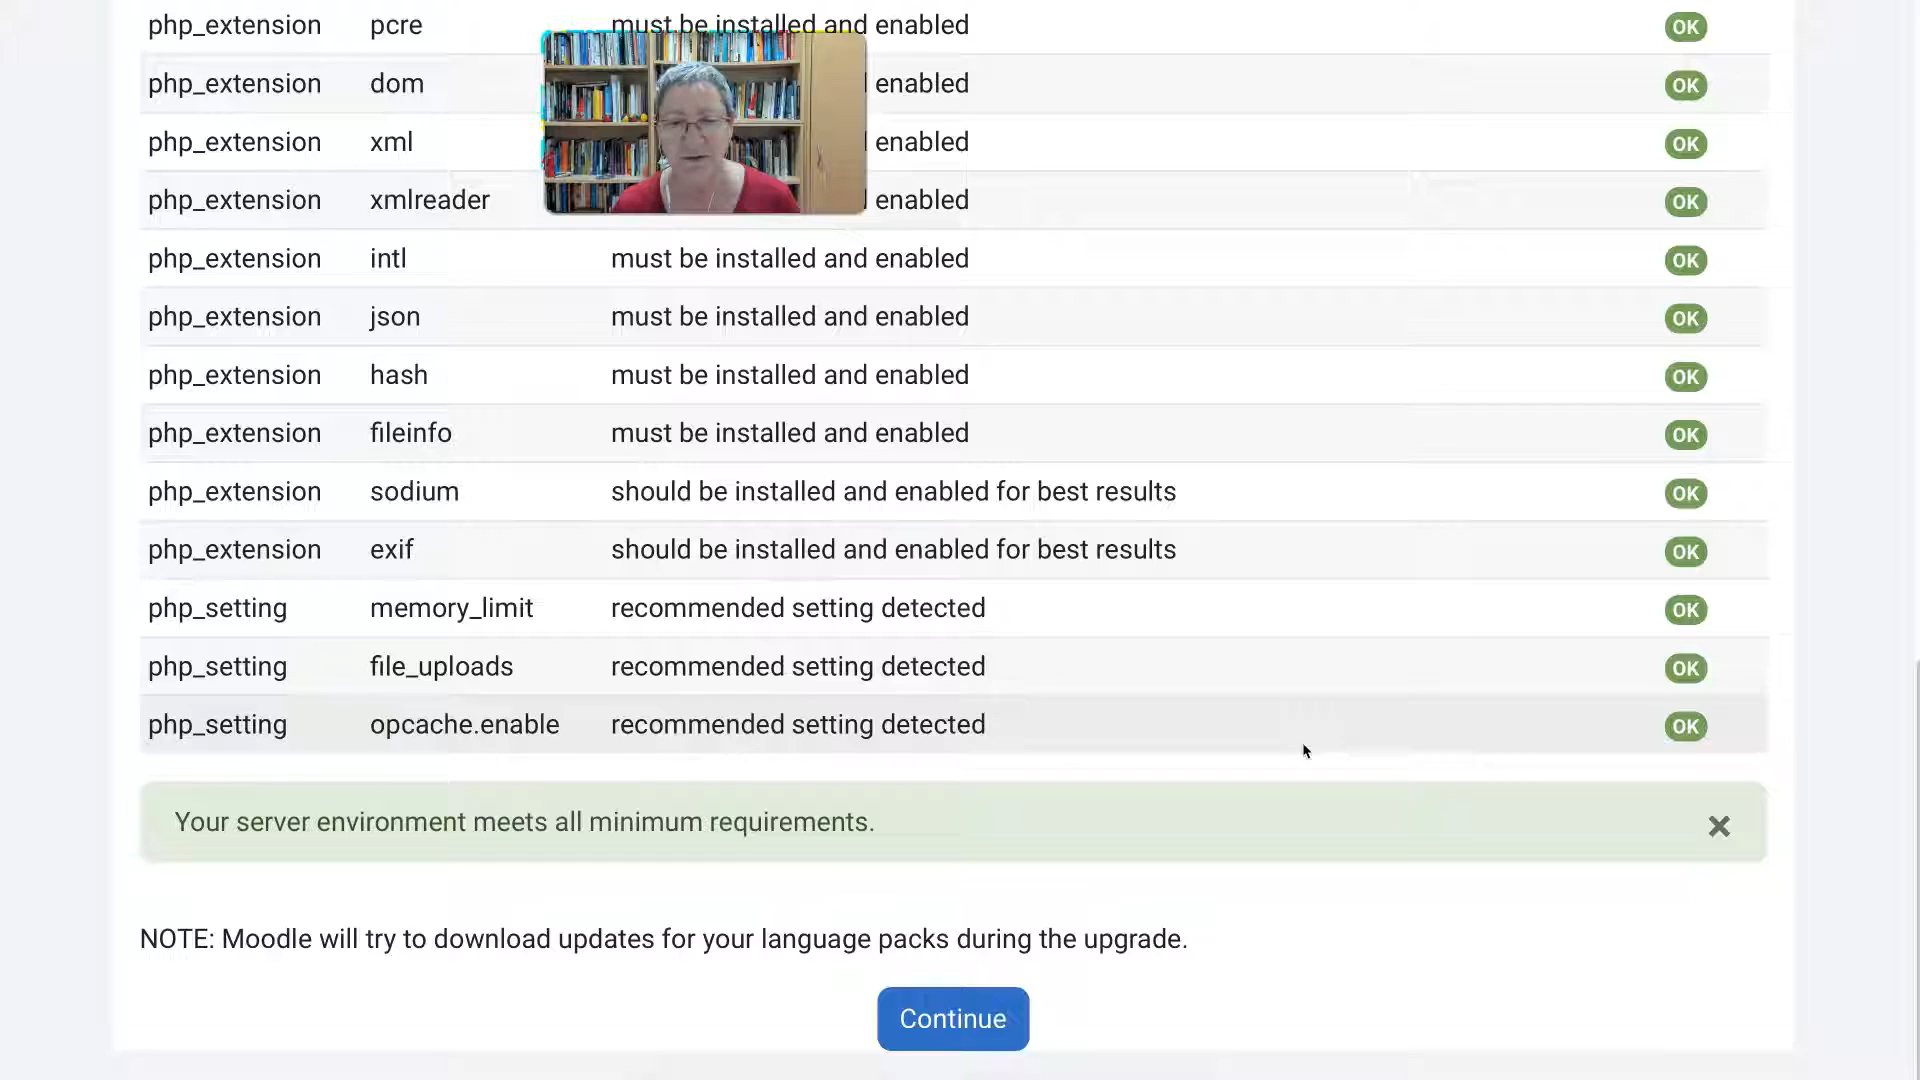 php_extension pcre must be installed and enabled OK
php_extension dom enabled OK
php_extension xml enabled OK
php_extension xmlreader enabled OK
php_extension intl must be installed and enabled OK
php_extension json must be installed and enabled OK
php_extension hash must be installed and enabled OK
php_extension fileinfo must be installed and enabled OK
php_extension sodium should be installed and enabled for best results OK
php_extension exif should be installed and enabled for best results OK
php_setting memory_limit recommended setting detected OK
php_setting file_uploads recommended setting detected OK
php_setting opcache.enable recommended setting detected OK
Your server environment meets all minimum requirements. ×
NOTE: Moodle will try to download updates for your language packs during the upgrade.
Continue